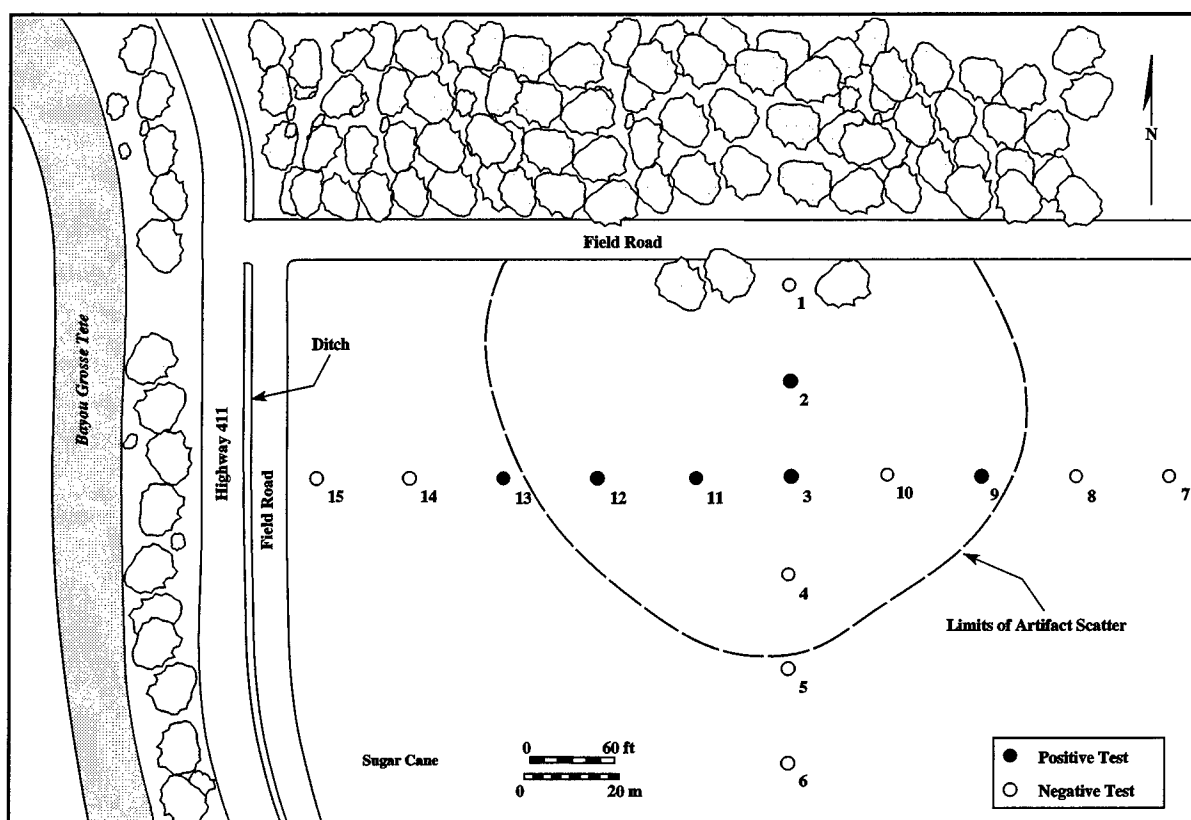 N
Field Road
1
Ditch
Bayou Grosse Tete
2
Highway 411
Field Road
15
14
13
12
11
3
10
9
8
7
4
Limits of Artifact Scatter
5
Sugar Cane
0 60 ft
0 20 m
6
Positive Test
Negative Test